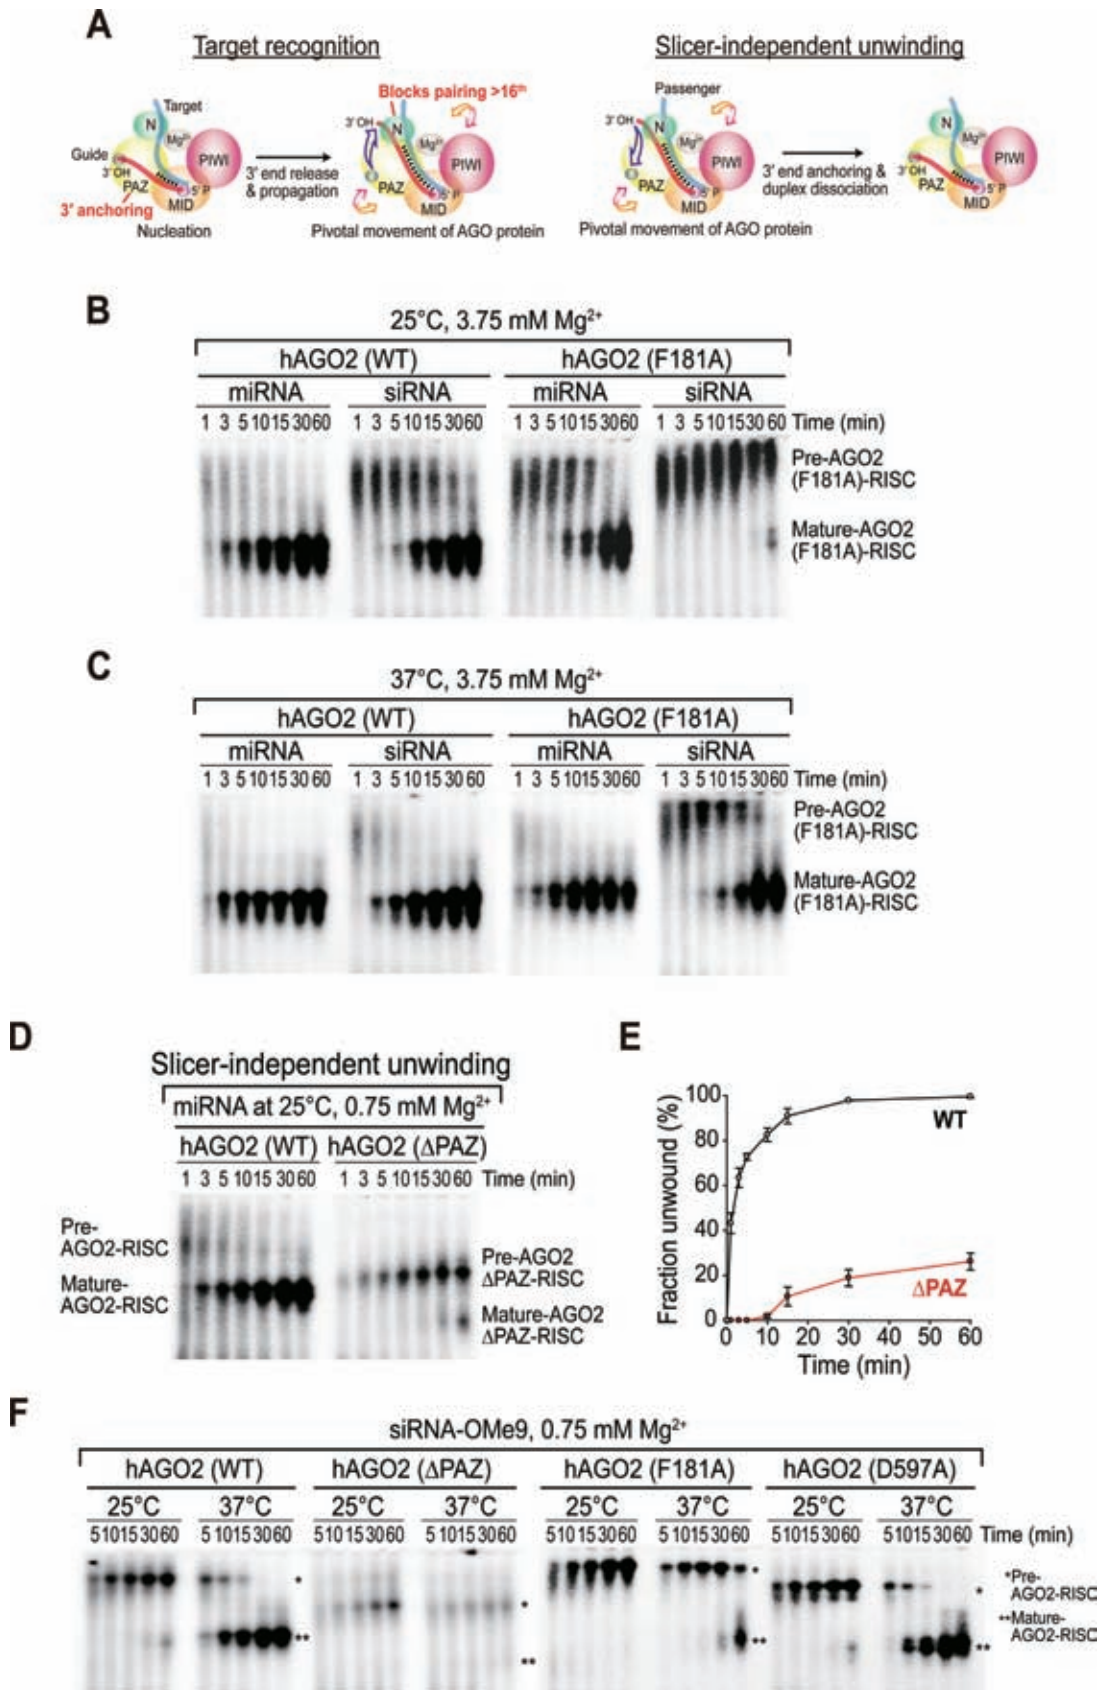 A
Target recognition
Slicer-independent unwinding
Blocks pairing >16th
Target
3' OH
N
Mg2+
PIWI
Guide
3' OH
PAZ
5' P
MID
3' anchoring
Nucleation
3' end release
& propagation
N
Mg2+
PIWI
PAZ
5' P
MID
Pivotal movement of AGO protein
Passenger
3' OH
N
Mg2+
PIWI
PAZ
5' P
MID
Pivotal movement of AGO protein
3' end anchoring &
duplex dissociation
N
Mg2+
PIWI
3' OH
PAZ
5' P
MID
B
25°C, 3.75 mM Mg2+
hAGO2 (WT) hAGO2 (F181A)
miRNA siRNA miRNA siRNA
1 3 5 10 15 30 60 1 3 5 10 15 30 60 1 3 5 10 15 30 60 1 3 5 10 15 30 60 Time (min)
Pre-AGO2
(F181A)-RISC
Mature-AGO2
(F181A)-RISC
C
37°C, 3.75 mM Mg2+
hAGO2 (WT) hAGO2 (F181A)
miRNA siRNA miRNA siRNA
1 3 5 10 15 30 60 1 3 5 10 15 30 60 1 3 5 10 15 30 60 1 3 5 10 15 30 60 Time (min)
Pre-AGO2
(F181A)-RISC
Mature-AGO2
(F181A)-RISC
D
Slicer-independent unwinding
miRNA at 25°C, 0.75 mM Mg2+
hAGO2 (WT) hAGO2 (ΔPAZ)
1 3 5 10 15 30 60 1 3 5 10 15 30 60 Time (min)
Pre-
AGO2-RISC
Mature-
AGO2-RISC
Pre-AGO2
ΔPAZ-RISC
Mature-AGO2
ΔPAZ-RISC
E
Fraction unwound (%)
100
80
60
40
20
0
WT
ΔPAZ
0 10 20 30 40 50 60
Time (min)
F
siRNA-OMe9, 0.75 mM Mg2+
hAGO2 (WT) hAGO2 (ΔPAZ) hAGO2 (F181A) hAGO2 (D597A)
25°C 37°C 25°C 37°C 25°C 37°C 25°C 37°C
5 10 15 30 60 5 10 15 30 60 5 10 15 30 60 5 10 15 30 60 5 10 15 30 60 5 10 15 30 60 5 10 15 30 60 5 10 15 30 60 Time (min)
* * * *
** ** ** **
*Pre-
AGO2-RISC
**Mature-
AGO2-RISC